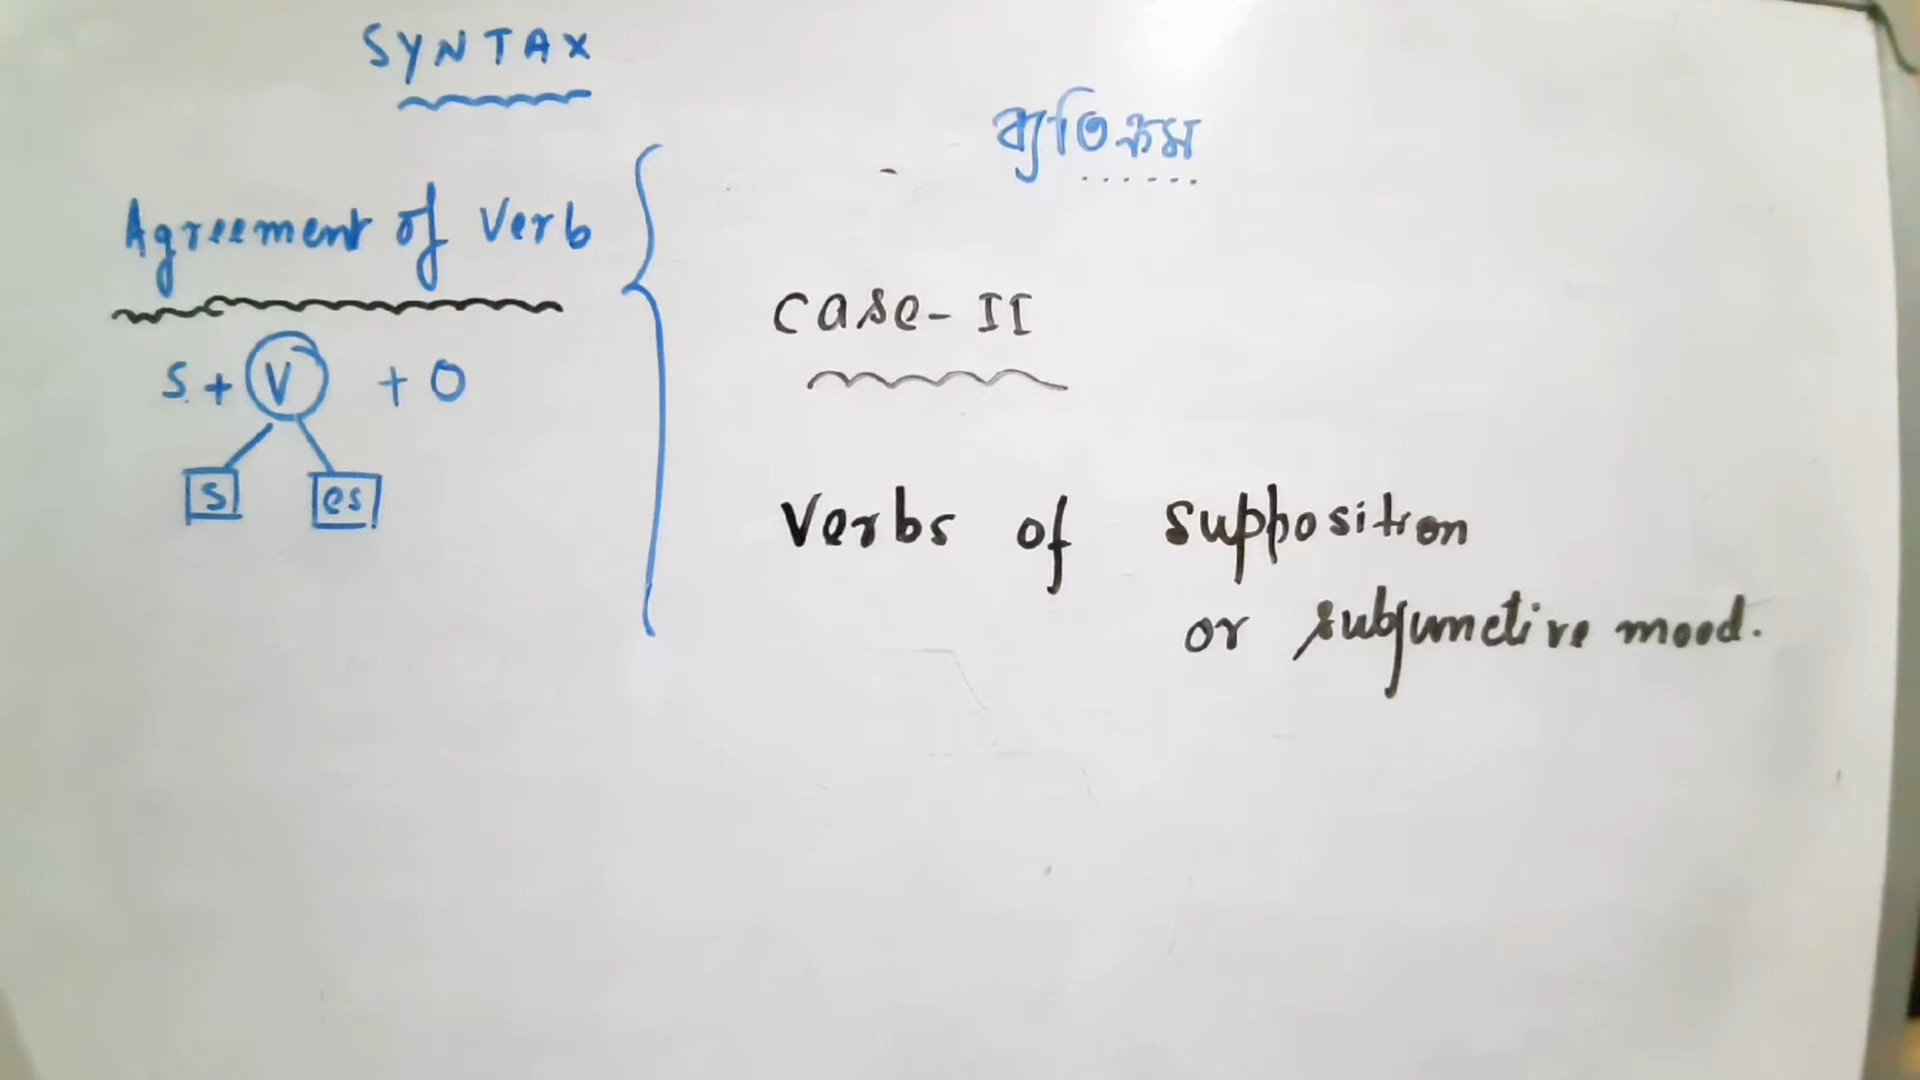 SYNTAX
Agreement of Verb
S + V + O
s es
ব্যতিক্রম
Case-II
Verbs of supposition
or subjunctive mood.